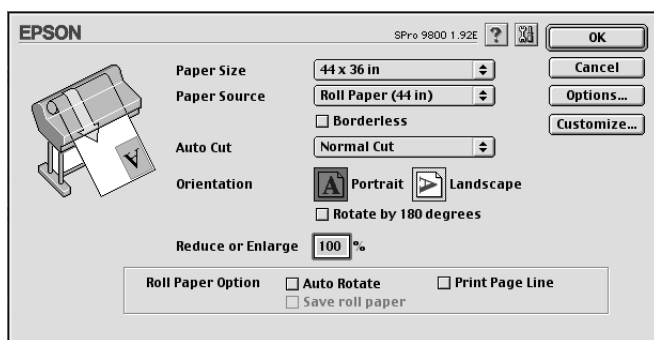 EPSON
SPro 9800 1.92E ?
OK
Paper Size 44 x 36 in
Cancel
Paper Source Roll Paper (44 in)
Options...
Borderless
Customize...
Auto Cut Normal Cut
Orientation A Portrait A Landscape
Rotate by 180 degrees
Reduce or Enlarge 100 %
Roll Paper Option Auto Rotate Print Page Line
Save roll paper
A